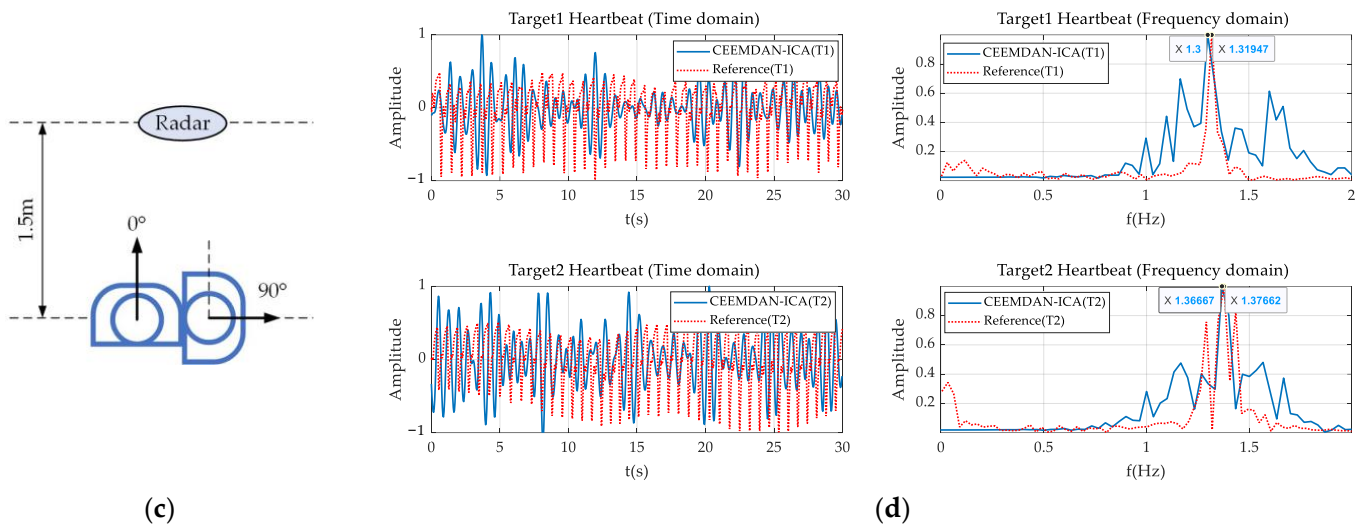 Radar
1.5m
0°
90°
(c)
Target1 Heartbeat (Time domain)
CEEMDAN-ICA(T1)
Reference(T1)
Amplitude
1
0
−1
0 5 10 15 20 25 30
t(s)
Target1 Heartbeat (Frequency domain)
CEEMDAN-ICA(T1)
Reference(T1)
X 1.3
X 1.31947
Amplitude
0.8
0.6
0.4
0.2
0 0.5 1 1.5 2
f(Hz)
Target2 Heartbeat (Time domain)
CEEMDAN-ICA(T2)
Reference(T2)
Amplitude
1
0
−1
0 5 10 15 20 25 30
t(s)
Target2 Heartbeat (Frequency domain)
CEEMDAN-ICA(T2)
Reference(T2)
X 1.36667
X 1.37662
Amplitude
0.8
0.6
0.4
0.2
0 0.5 1 1.5 2
f(Hz)
(d)